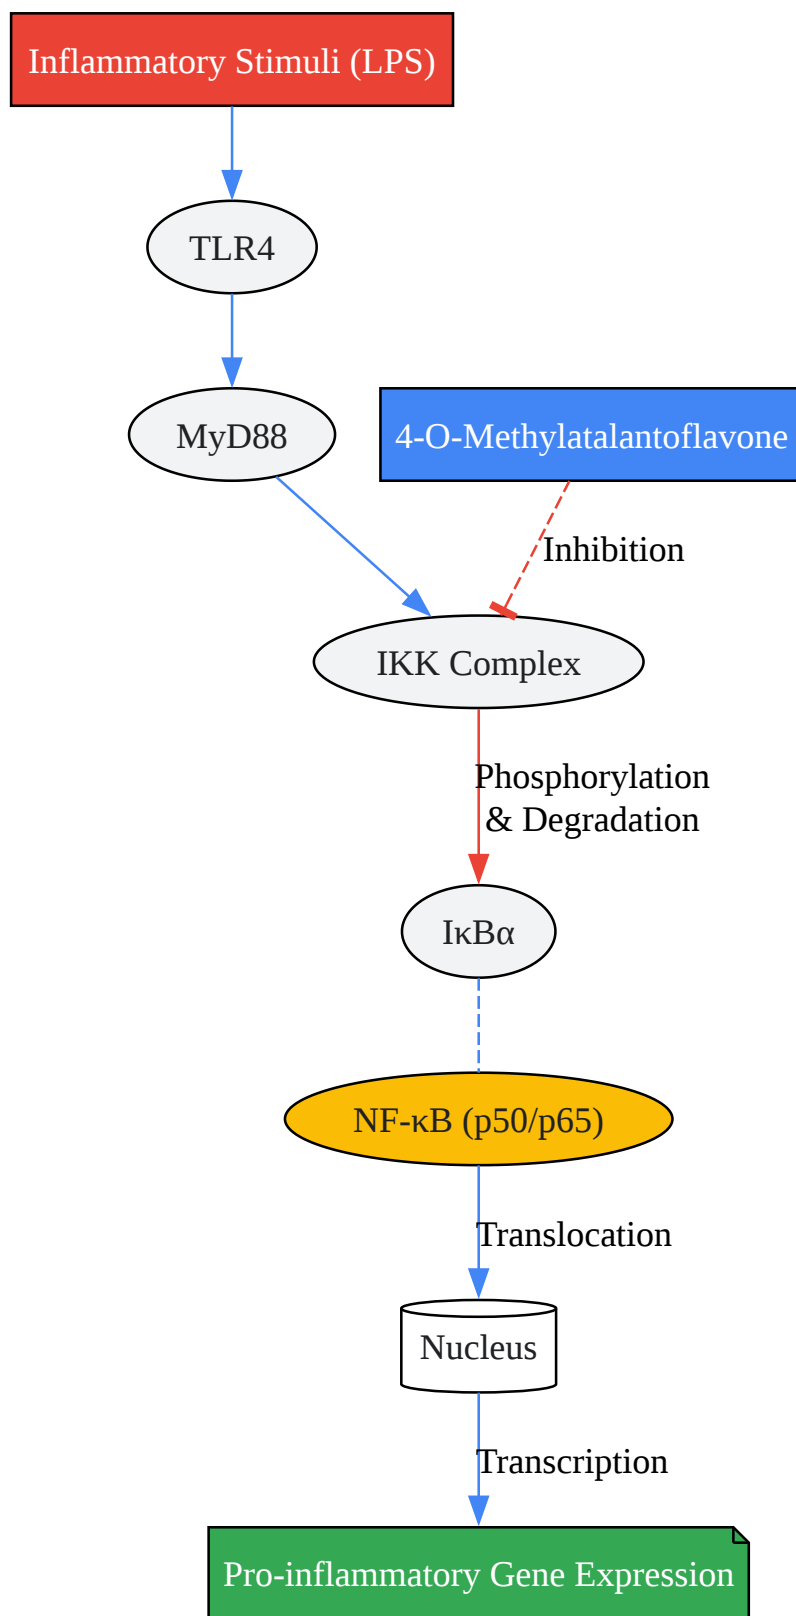 Inflammatory Stimuli (LPS)
TLR4
MyD88
4-O-Methylatalantoflavone
Inhibition
IKK Complex
Phosphorylation
& Degradation
IκBα
NF-κB (p50/p65)
Translocation
Nucleus
Transcription
Pro-inflammatory Gene Expression